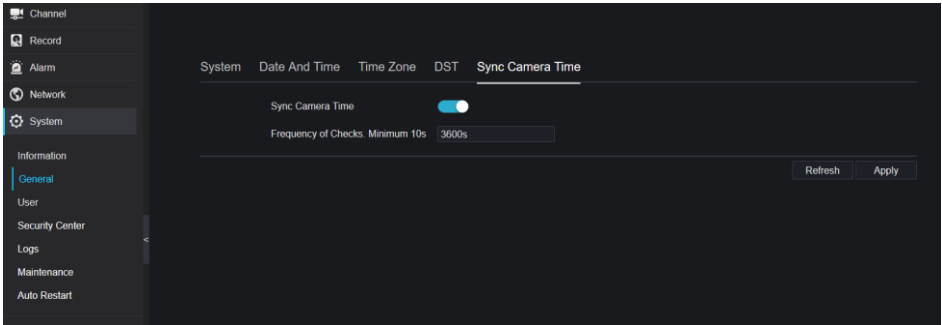 Channel
Record
Alarm
Network
System
Information
General
User
Security Center
Logs
Maintenance
Auto Restart
<
System Date And Time Time Zone DST Sync Camera Time
Sync Camera Time
Frequency of Checks. Minimum 10s 3600s
Refresh Apply